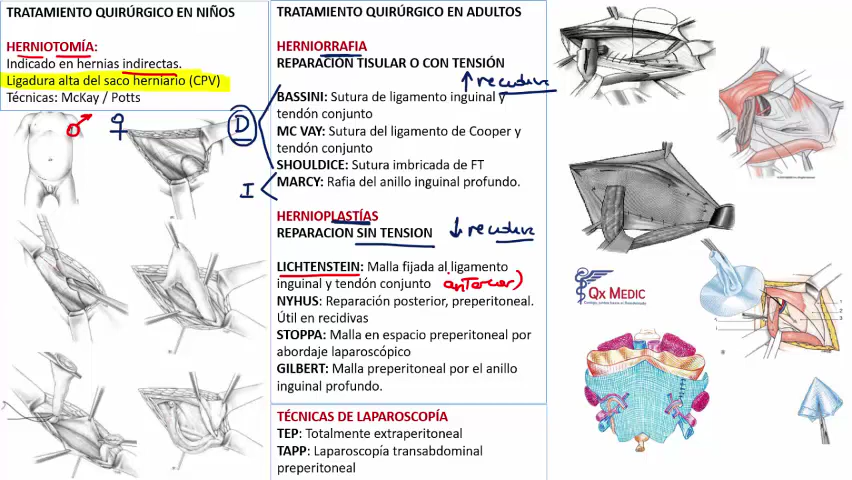 TRATAMIENTO QUIRÚRGICO EN NIÑOS
HERNIOTOMÍA:
Indicado en hernias indirectas.
Ligadura alta del saco herniario (CPV)
Técnicas: McKay / Potts
♂
♀
TRATAMIENTO QUIRÚRGICO EN ADULTOS
HERNIORRAFIA
REPARACION TISULAR O CON TENSIÓN
↑ recidiva
D
BASSINI: Sutura de ligamento inguinal y
tendón conjunto
MC VAY: Sutura del ligamento de Cooper y
tendón conjunto
SHOULDICE: Sutura imbricada de FT
I
MARCY: Rafia del anillo inguinal profundo.
HERNIOPLASTÍAS
REPARACION SIN TENSION
↓ recidiva
LICHTENSTEIN: Malla fijada al ligamento
inguinal y tendón conjunto
anterior)
NYHUS: Reparación posterior, preperitoneal.
Útil en recidivas
STOPPA: Malla en espacio preperitoneal por
abordaje laparoscópico
GILBERT: Malla preperitoneal por el anillo
inguinal profundo.
TÉCNICAS DE LAPAROSCOPÍA
TEP: Totalmente extraperitoneal
TAPP: Laparoscopía transabdominal
preperitoneal
Qx MEDIC